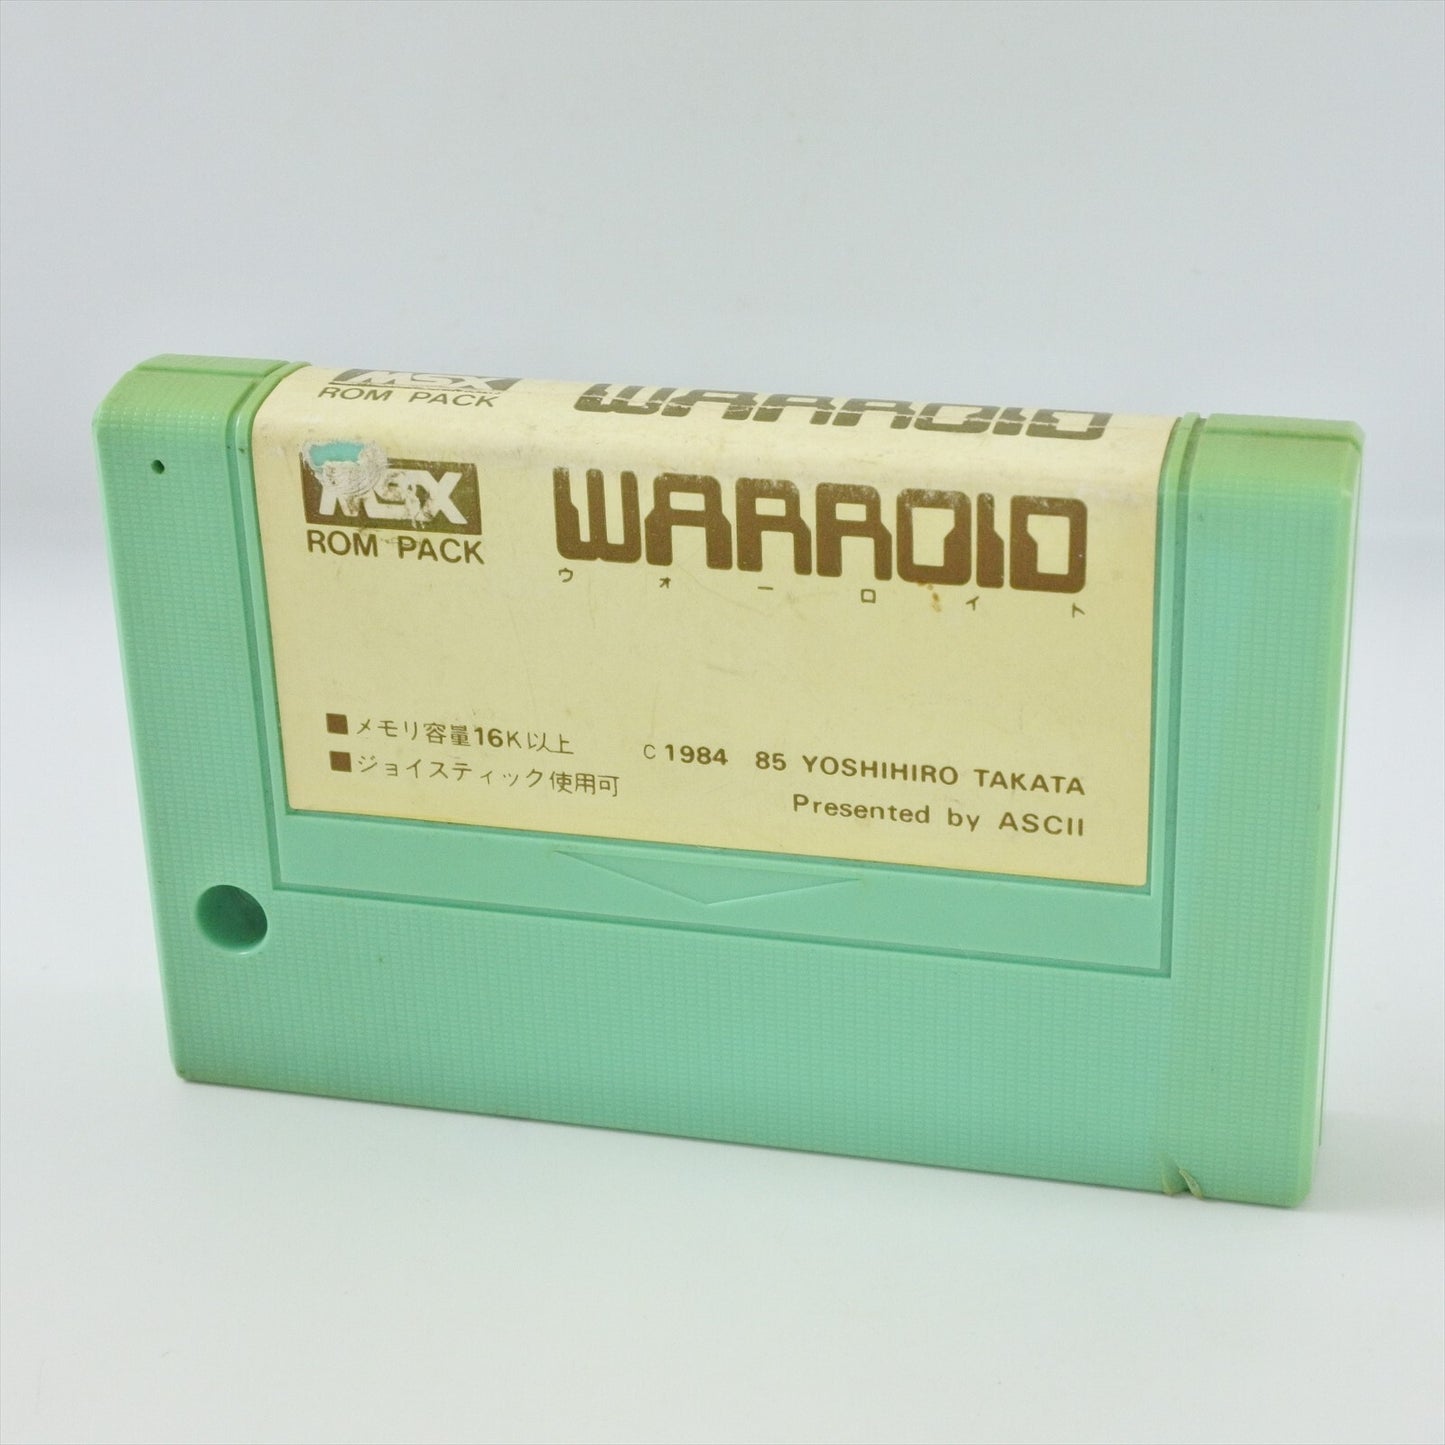 MSX WARROID
ROM PACK
MSX WARROID
ROM PACK
ウォーロイト
■メモリ容量16K以上
■ジョイスティック使用可
C 1984 85 YOSHIHIRO TAKATA
Presented by ASCII